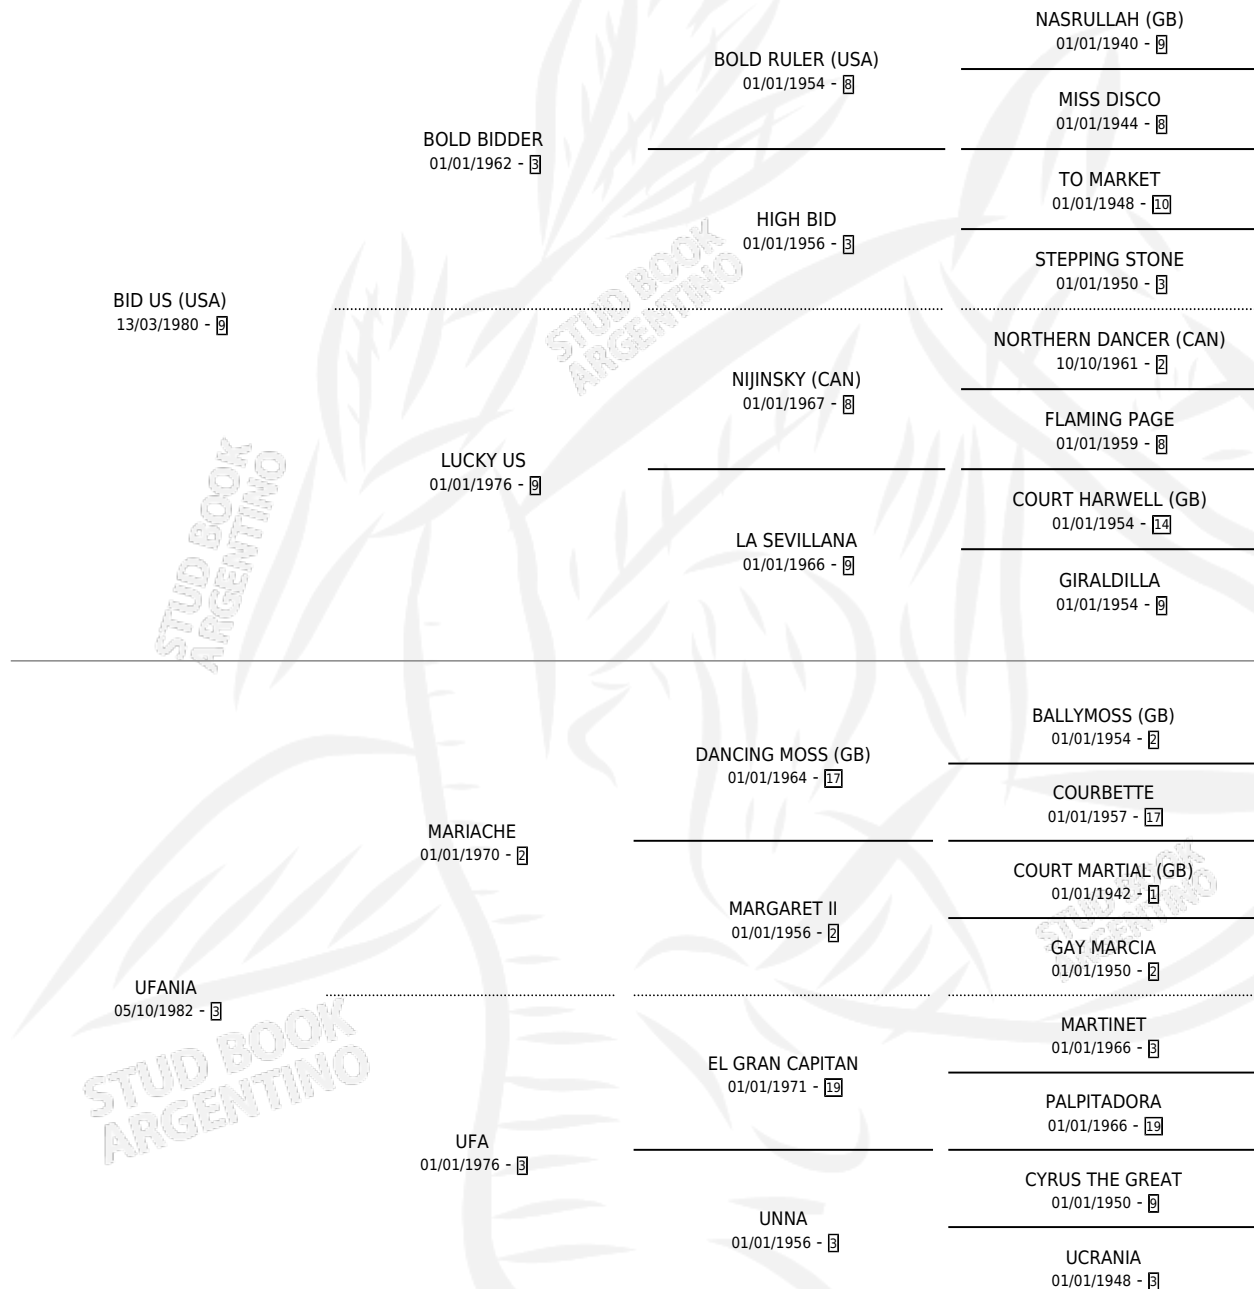 NASRULLAH (GB)
01/01/1940 - 9
BOLD RULER (USA)
01/01/1954 - 8
MISS DISCO
01/01/1944 - 8
BOLD BIDDER
01/01/1962 - 3
TO MARKET
01/01/1948 - 10
HIGH BID
01/01/1956 - 3
STEPPING STONE
01/01/1950 - 3
BID US (USA)
13/03/1980 - 9
NORTHERN DANCER (CAN)
10/10/1961 - 2
NIJINSKY (CAN)
01/01/1967 - 8
FLAMING PAGE
01/01/1959 - 8
LUCKY US
01/01/1976 - 9
COURT HARWELL (GB)
01/01/1954 - 14
LA SEVILLANA
01/01/1966 - 9
GIRALDILLA
01/01/1954 - 9
BALLYMOSS (GB)
01/01/1954 - 2
DANCING MOSS (GB)
01/01/1964 - 17
COURBETTE
01/01/1957 - 17
MARIACHE
01/01/1970 - 2
COURT MARTIAL (GB)
01/01/1942 - 1
MARGARET II
01/01/1956 - 2
GAY MARCIA
01/01/1950 - 2
UFANIA
05/10/1982 - 3
MARTINET
01/01/1966 - 3
EL GRAN CAPITAN
01/01/1971 - 19
PALPITADORA
01/01/1966 - 19
UFA
01/01/1976 - 3
CYRUS THE GREAT
01/01/1950 - 9
UNNA
01/01/1956 - 3
UCRANIA
01/01/1948 - 3
STUD BOOK
ARGENTINO
STUD BOOK
ARGENTINO
STUD BOOK
ARGENTINO
STUD BOOK
ARGENTINO